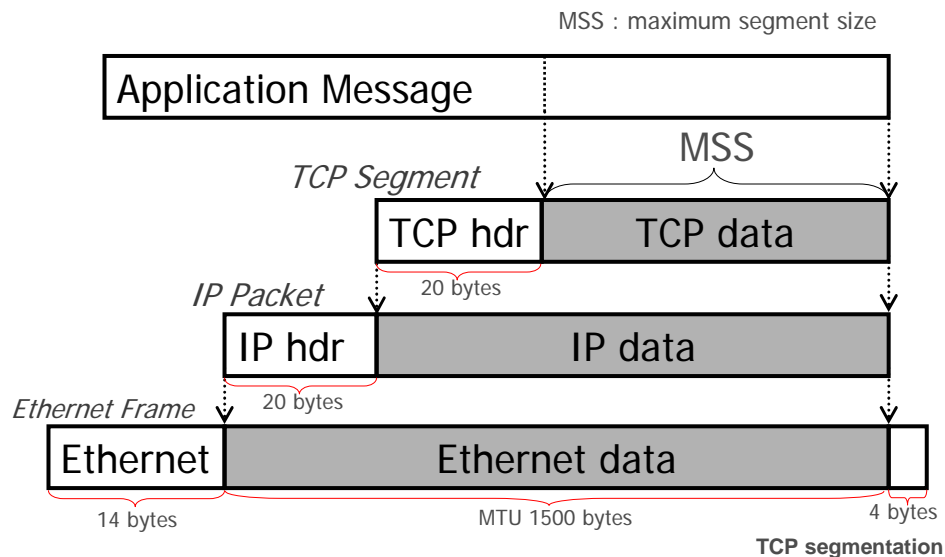 MSS : maximum segment size
Application Message
MSS
TCP Segment
TCP hdr
TCP data
20 bytes
IP Packet
IP hdr
IP data
20 bytes
Ethernet Frame
Ethernet
Ethernet data
14 bytes
MTU 1500 bytes
4 bytes
TCP segmentation